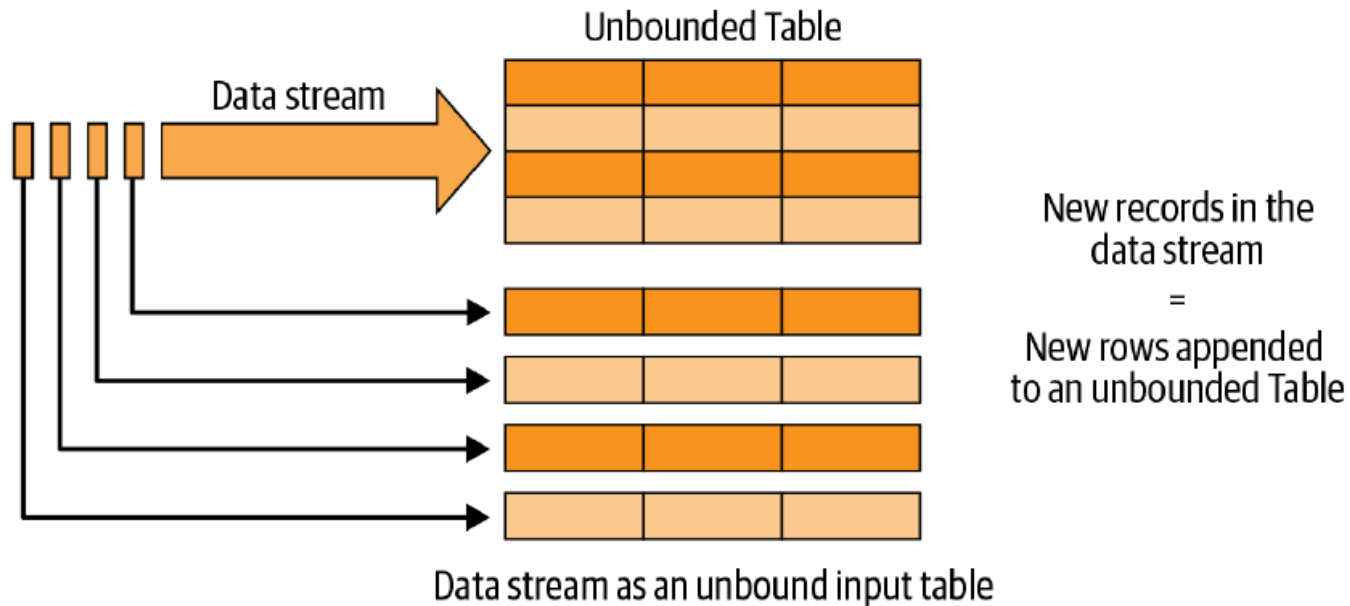 Unbounded Table
Data stream
New records in the
data stream
=
New rows appended
to an unbounded Table
Data stream as an unbound input table